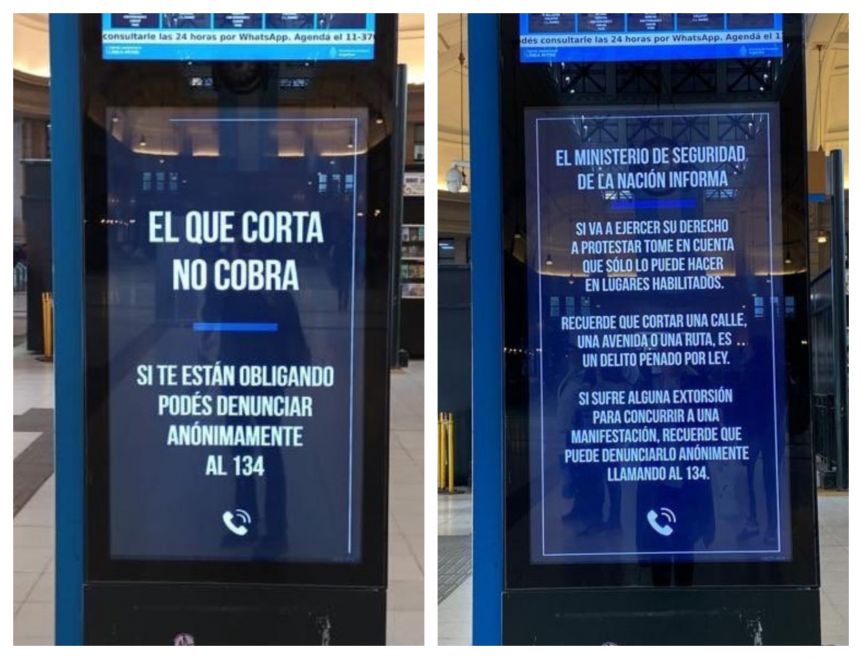 corte consultarle las 24 horas por WhatsApp. Agendá el 11-37
EL QUE CORTA
NO COBRA
SI TE ESTÁN OBLIGANDO
PODÉS DENUNCIAR
ANÓNIMAMENTE
AL 134
dés consultarle las 24 horas por WhatsApp. Agendá el 1
EL MINISTERIO DE SEGURIDAD
DE LA NACIÓN INFORMA
SI VA A EJERCER SU DERECHO
A PROTESTAR TOME EN CUENTA
QUE SÓLO LO PUEDE HACER
EN LUGARES HABILITADOS.
RECUERDE QUE CORTAR UNA CALLE,
UNA AVENIDA O UNA RUTA, ES
UN DELITO PENADO POR LEY.
SI SUFRE ALGUNA EXTORSIÓN
PARA CONCURRIR A UNA
MANIFESTACIÓN, RECUERDE QUE
PUEDE DENUNCIARLO ANÓNIMENTE
LLAMANDO AL 134.